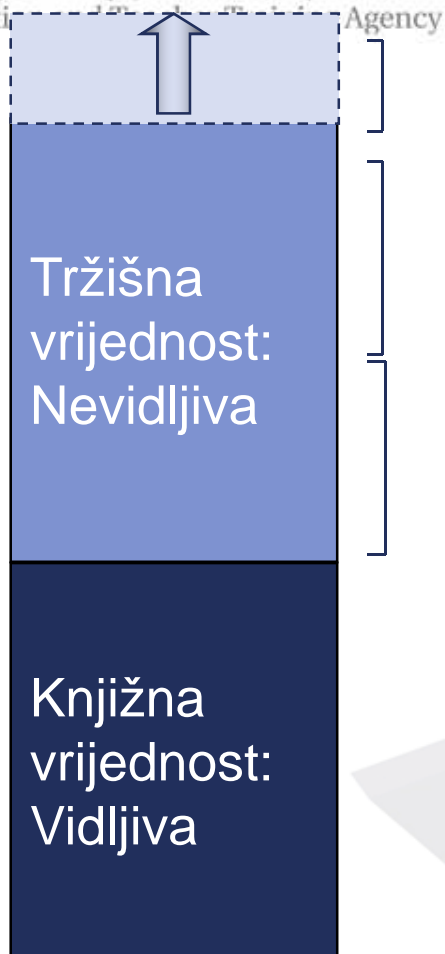 Agency
Tržišna
vrijednost:
Nevidljiva
Knjižna
vrijednost:
Vidljiva